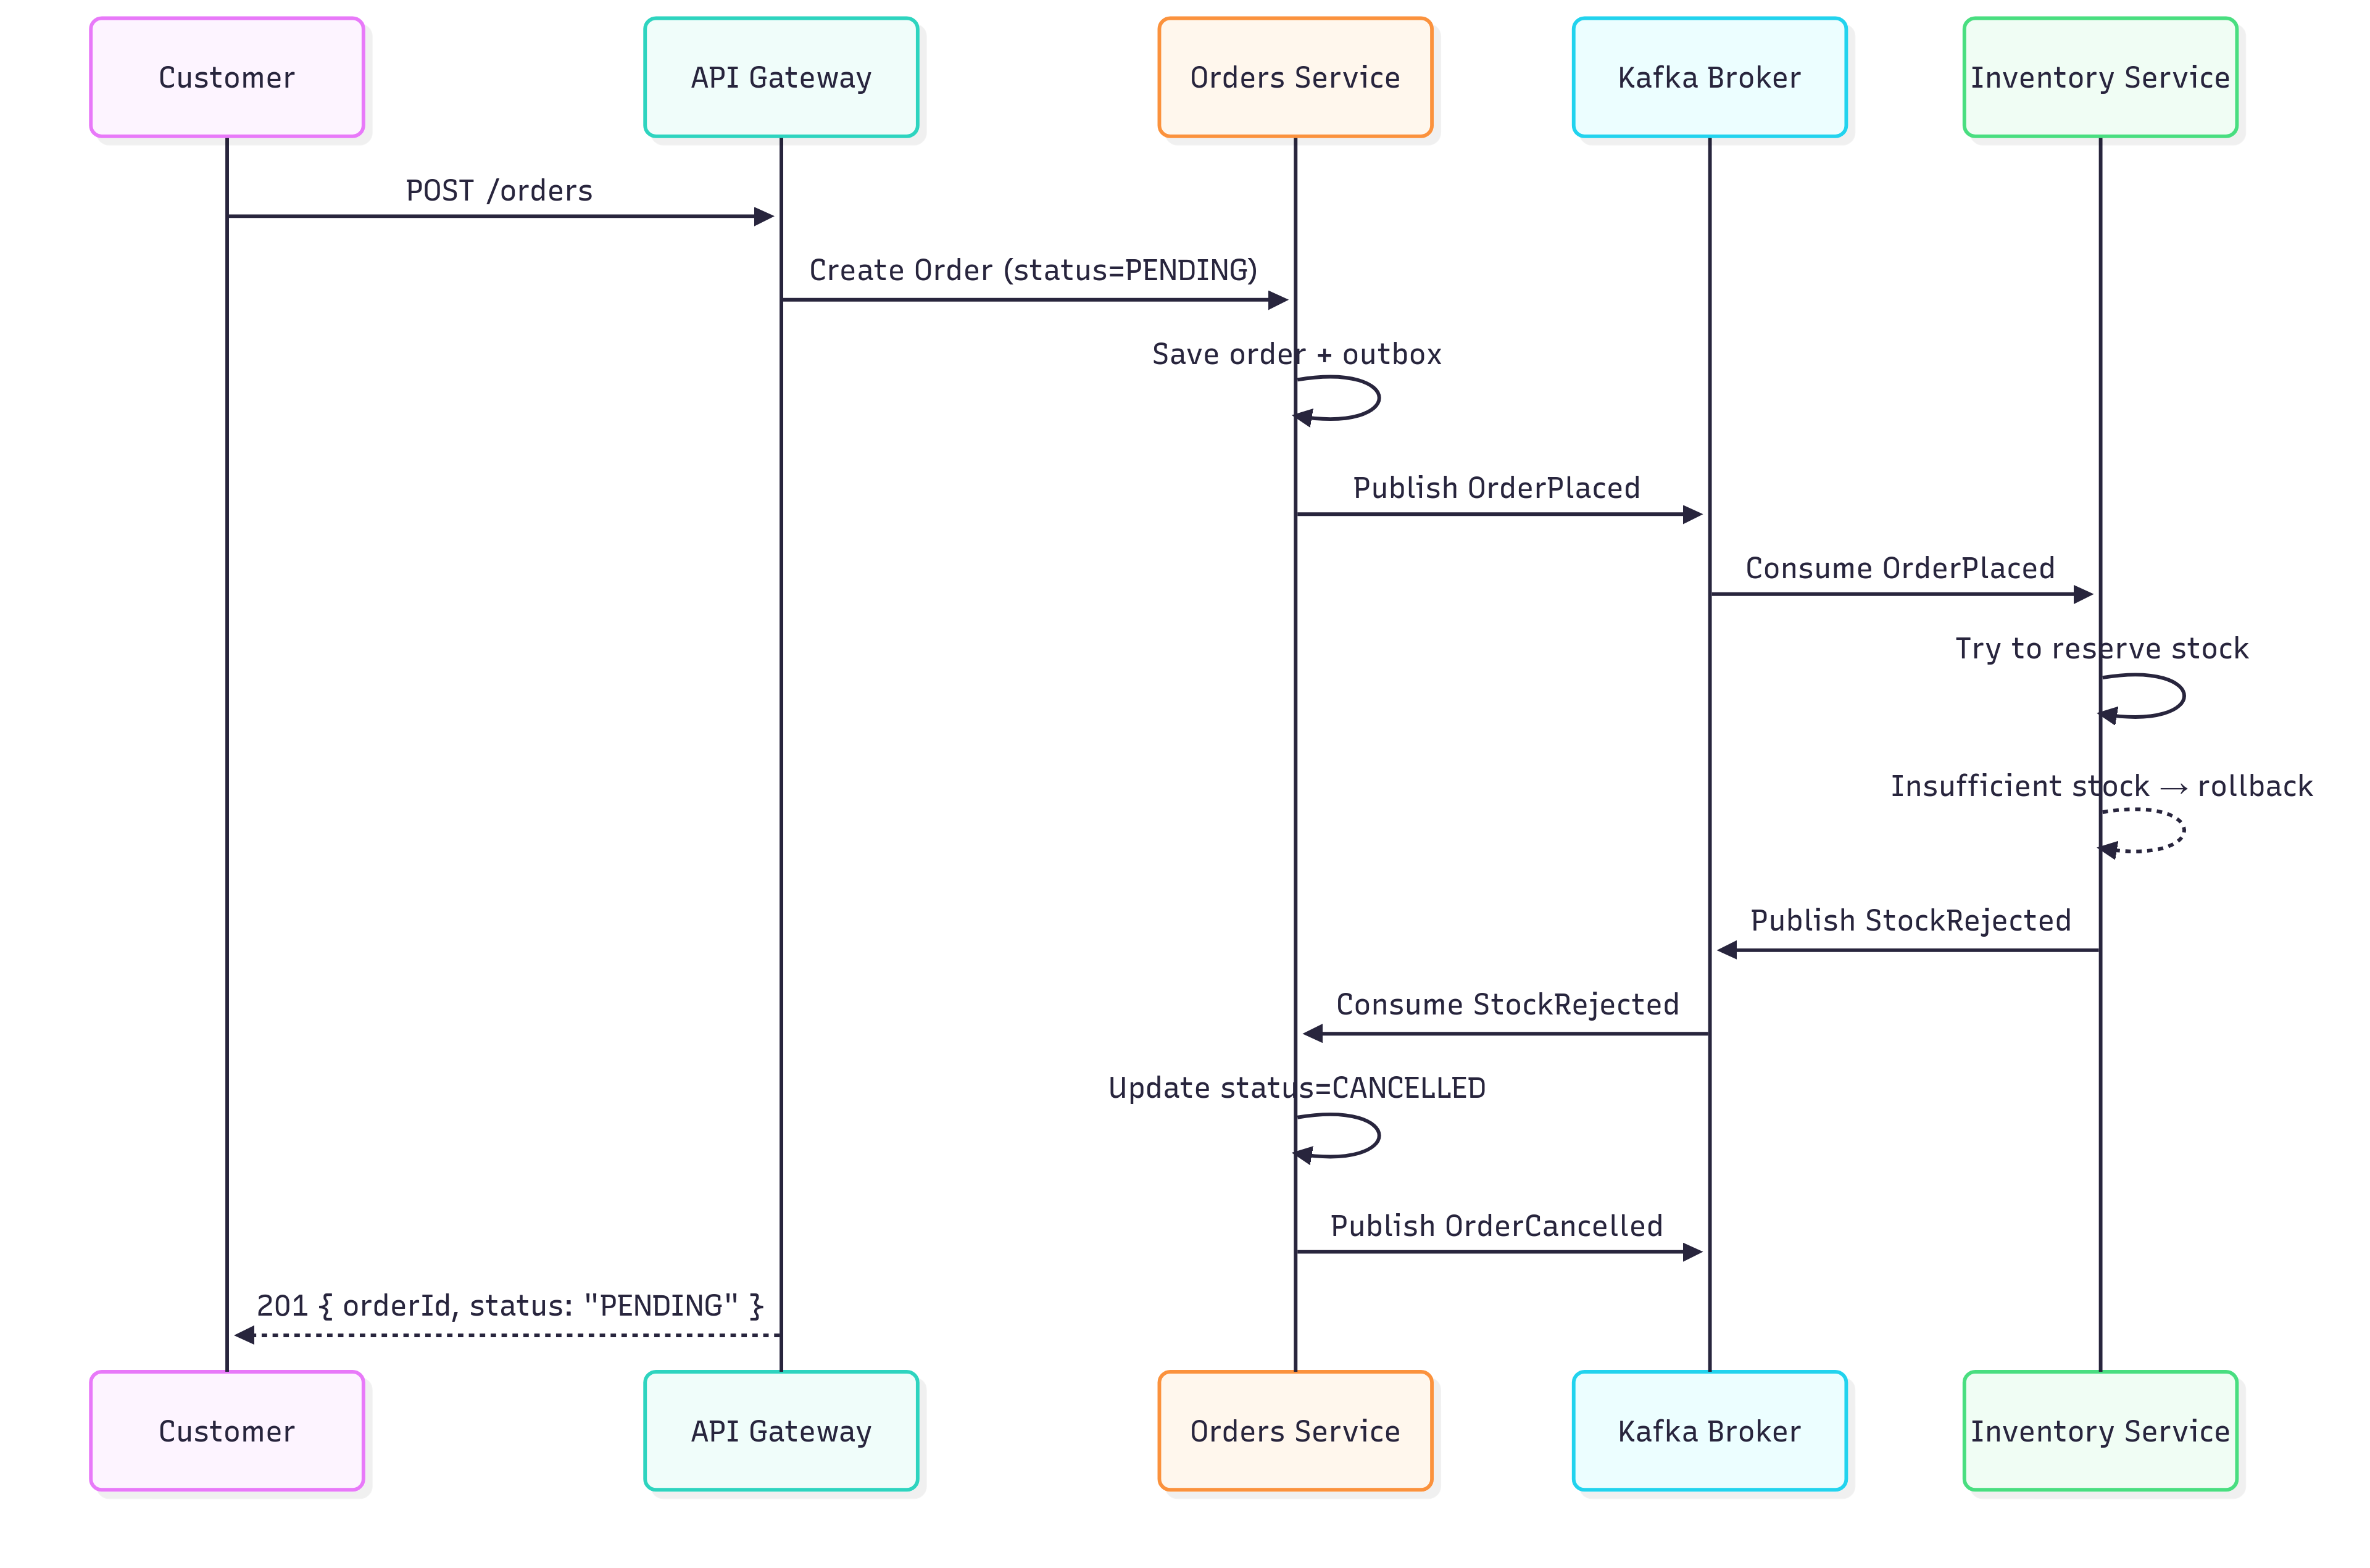 Customer
API Gateway
Orders Service
Kafka Broker
Inventory Service
POST /orders
Create Order (status=PENDING)
Save order + outbox
Publish OrderPlaced
Consume OrderPlaced
Try to reserve stock
Insufficient stock → rollback
Publish StockRejected
Consume StockRejected
Update status=CANCELLED
Publish OrderCancelled
201 { orderId, status: "PENDING" }
Customer
API Gateway
Orders Service
Kafka Broker
Inventory Service